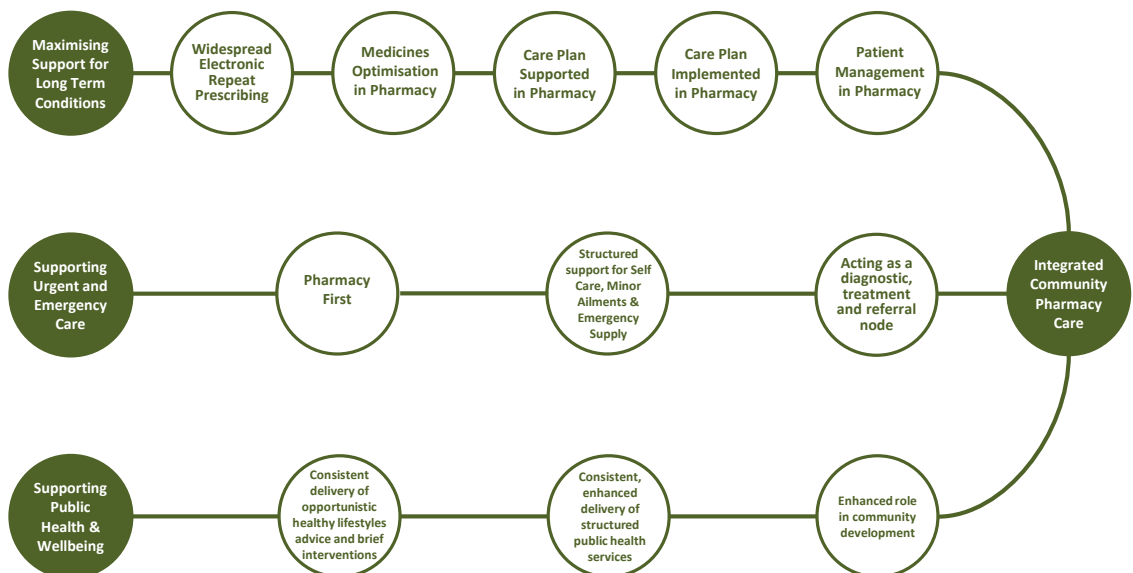 Maximising
Support for
Long Term
Conditions
Widespread
Electronic
Repeat
Prescribing
Medicines
Optimisation
in Pharmacy
Care Plan
Supported
in Pharmacy
Care Plan
Implemented
in Pharmacy
Patient
Management
in Pharmacy
Supporting
Urgent and
Emergency
Care
Pharmacy
First
Structured
support for Self
Care, Minor
Ailments &
Emergency
Supply
Acting as a
diagnostic,
treatment
and referral
node
Integrated
Community
Pharmacy
Care
Supporting
Public
Health &
Wellbeing
Consistent
delivery of
opportunistic
healthy lifestyles
advice and brief
interventions
Consistent,
enhanced
delivery of
structured
public health
services
Enhanced role
in community
development